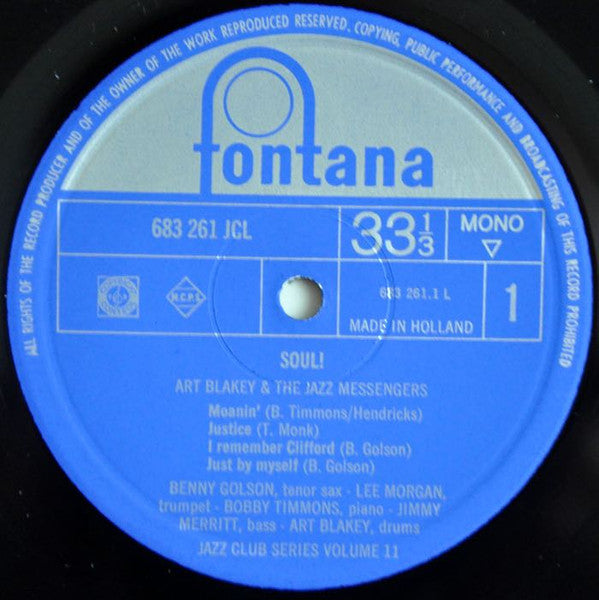 ALL RIGHTS OF THE RECORD PRODUCER AND OF THE OWNER OF THE WORK REPRODUCED RESERVED. COPYING, PUBLIC PERFORMANCE AND BROADCASTING OF THIS RECORD PROHIBITED
fontana
683 261 JCL
33 1/3
MONO
683 261.1 L
1
M.C.P.S.
MADE IN HOLLAND
SOUL!
ART BLAKEY & THE JAZZ MESSENGERS
Moanin' (B. Timmons/Hendricks)
Justice (T. Monk)
I remember Clifford (B. Golson)
Just by myself (B. Golson)
BENNY GOLSON, tenor sax - LEE MORGAN,
trumpet - BOBBY TIMMONS, piano - JIMMY
MERRITT, bass - ART BLAKEY, drums
JAZZ CLUB SERIES VOLUME 11